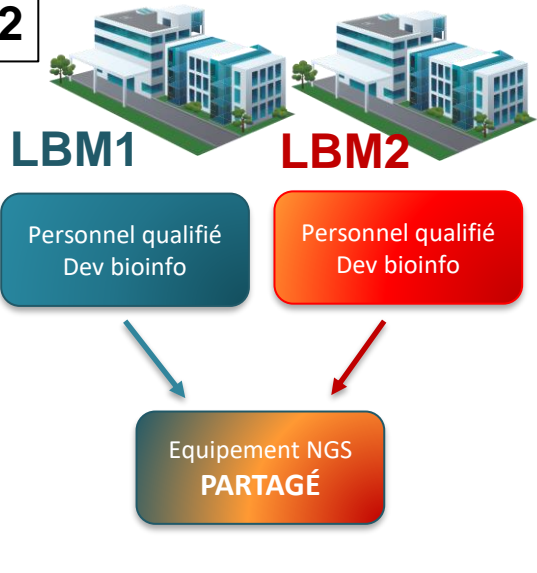 2
LBM1
LBM2
Personnel qualifié
Dev bioinfo
Personnel qualifié
Dev bioinfo
Equipement NGS
PARTAGÉ